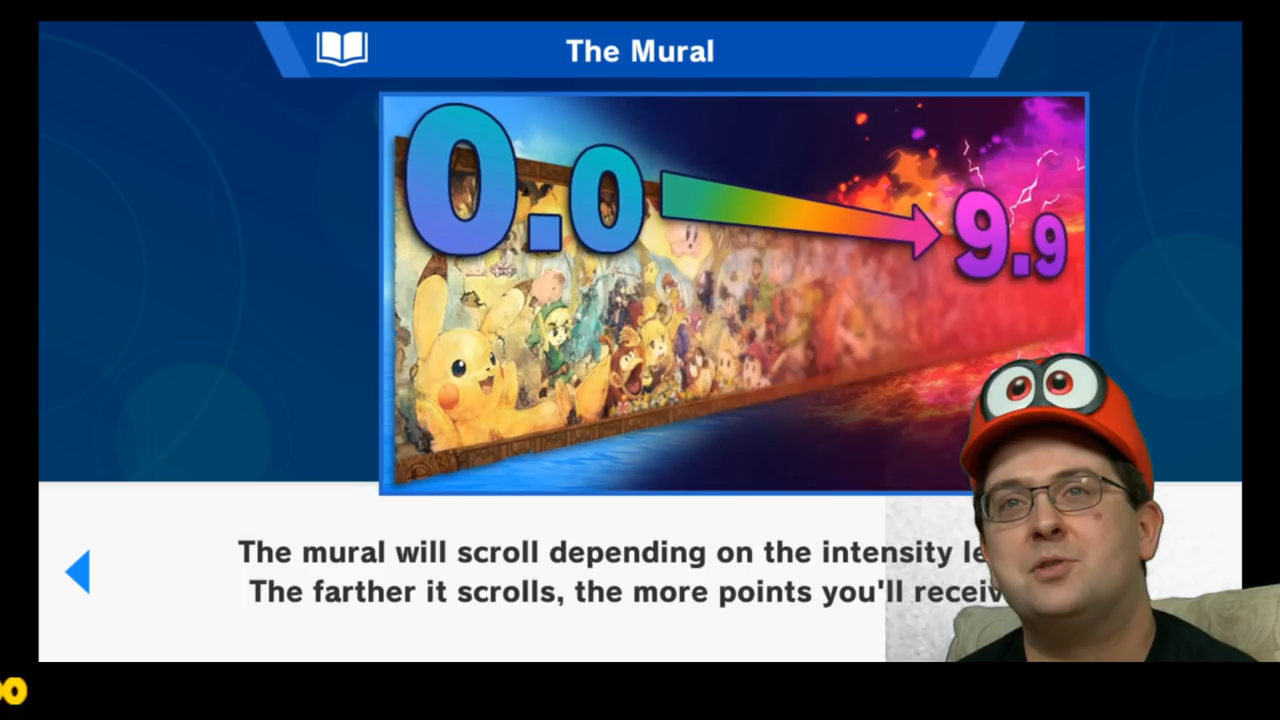 The Mural
0.0
9.9
The mural will scroll depending on the intensity
The farther it scrolls, the more points you'll